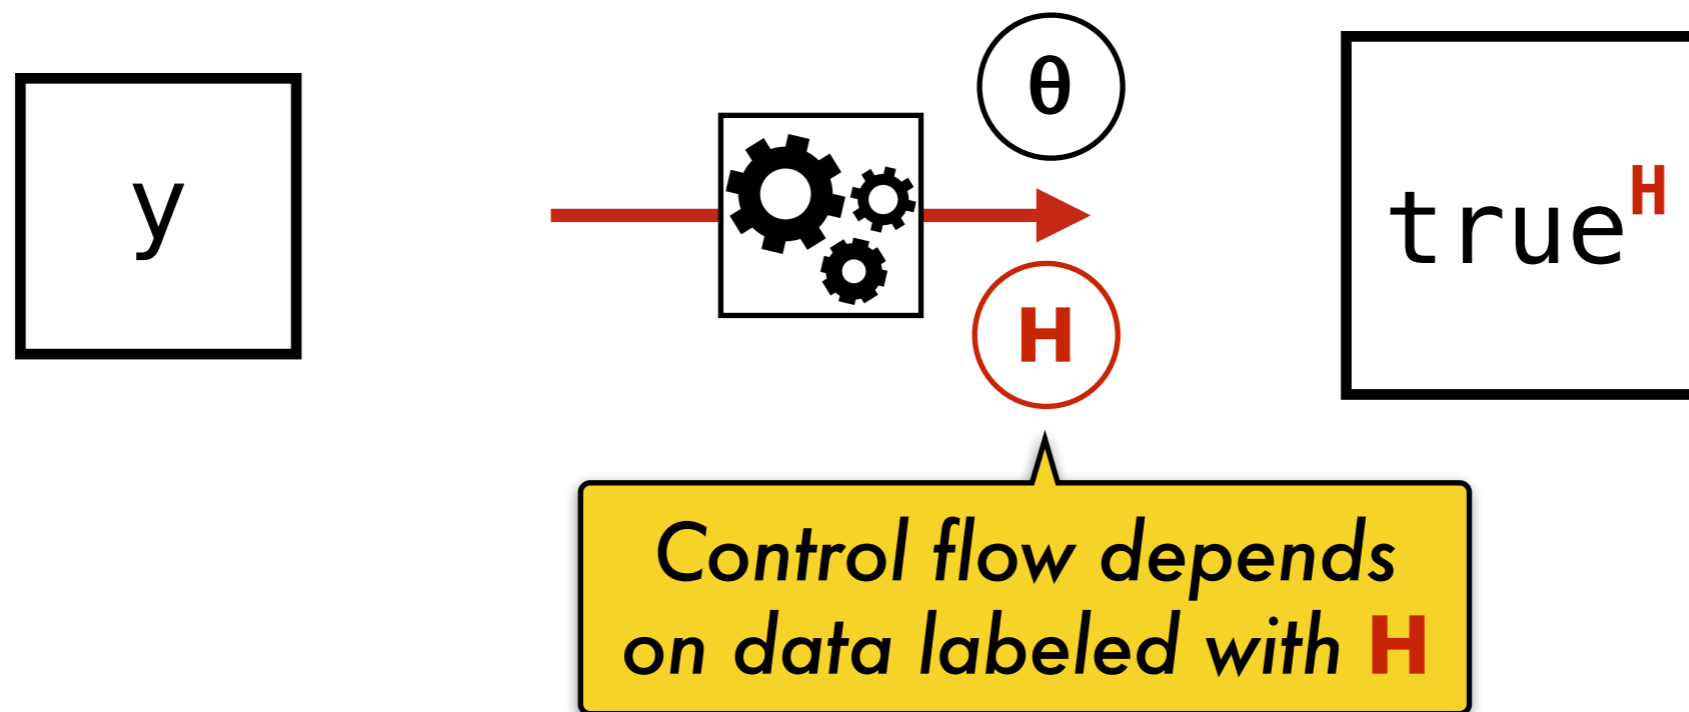 y
θ
H
true^H
Control flow depends
on data labeled with H